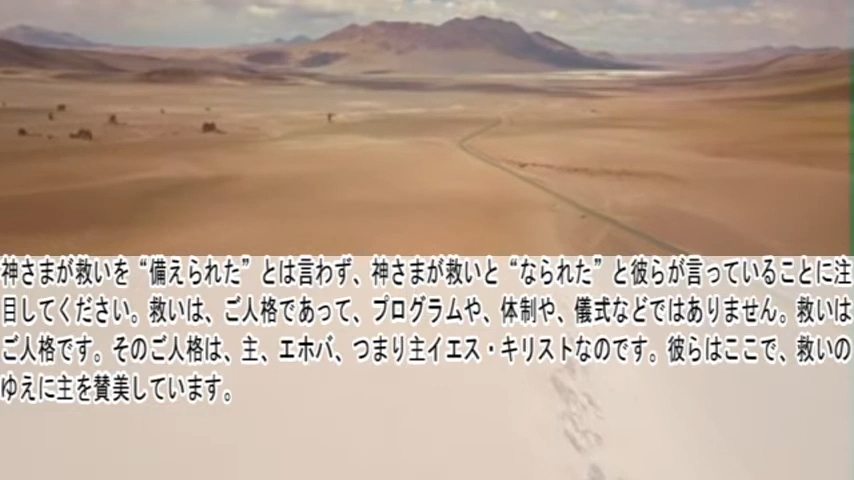 神さまが救いを“備えられた”とは言わず、神さまが救いと“なられた”と彼らが言っていることに注
目してください。救いは、ご人格であって、プログラムや、体制や、儀式などではありません。救いは
ご人格です。そのご人格は、主、エホバ、つまり主イエス・キリストなのです。彼らはここで、救いの
ゆえに主を賛美しています。